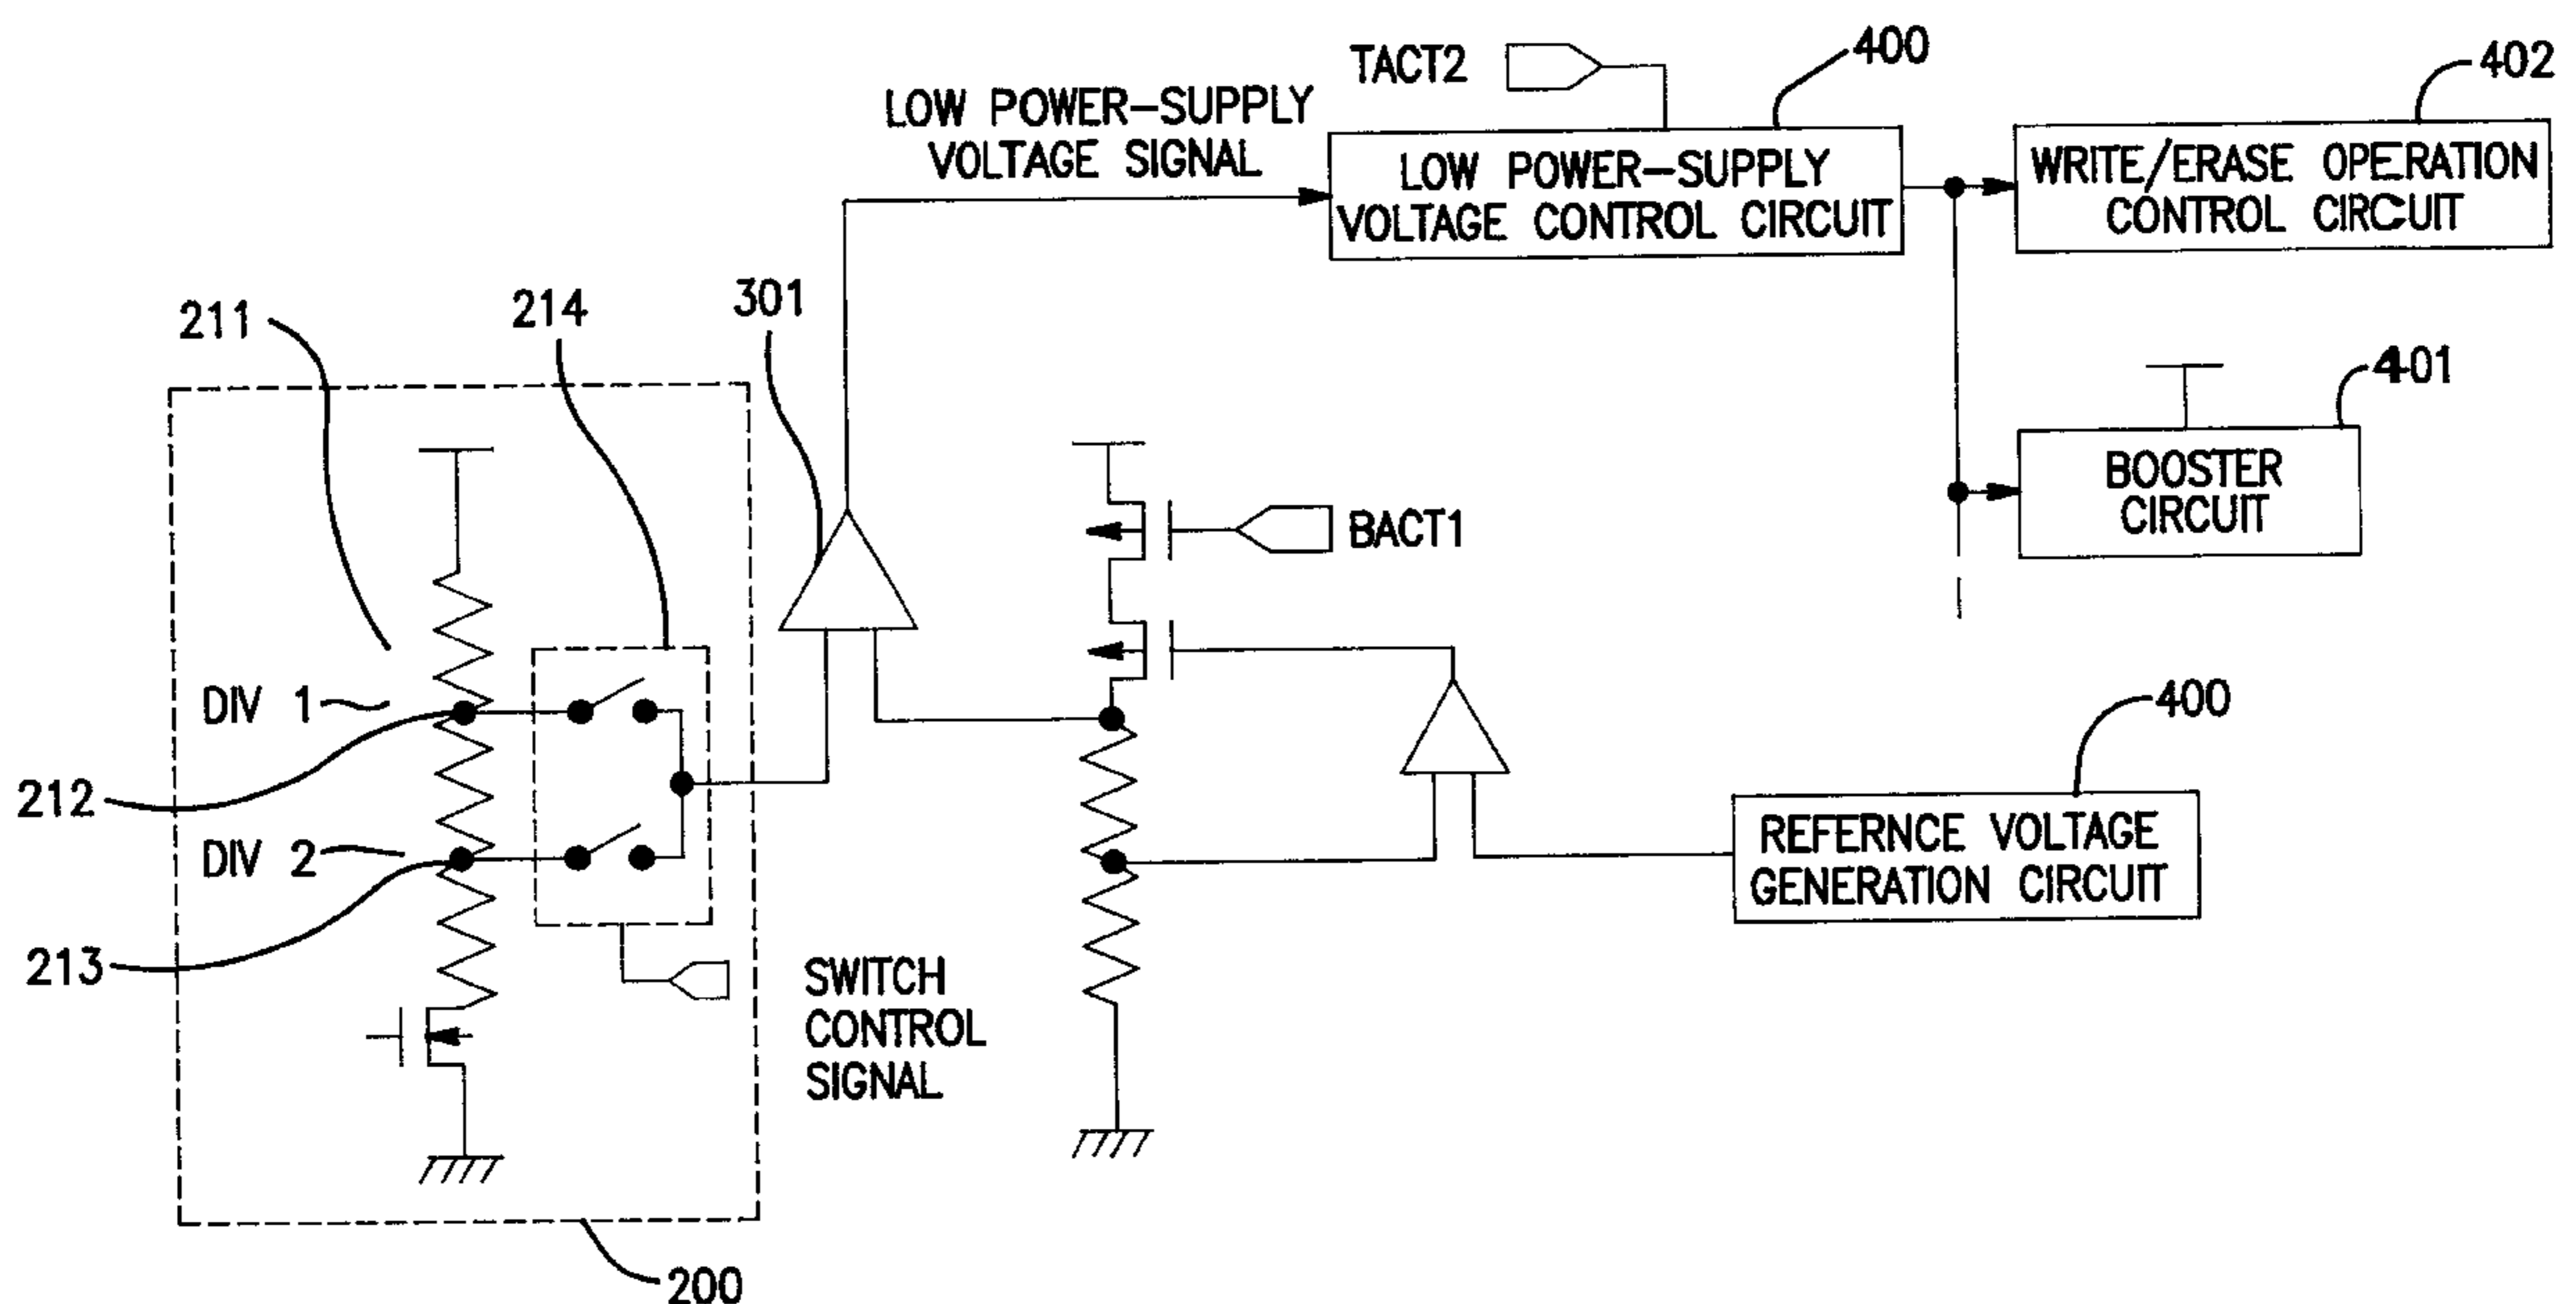 TACT2
400
402
LOW POWER-SUPPLY
VOLTAGE SIGNAL
LOW POWER-SUPPLY
VOLTAGE CONTROL CIRCUIT
WRITE/ERASE OPERATION
CONTROL CIRCUIT
211
214
301
401
BOOSTER
CIRCUIT
BACT1
DIV 1
212
DIV 2
213
400
REFERNCE VOLTAGE
GENERATION CIRCUIT
SWITCH
CONTROL
SIGNAL
200